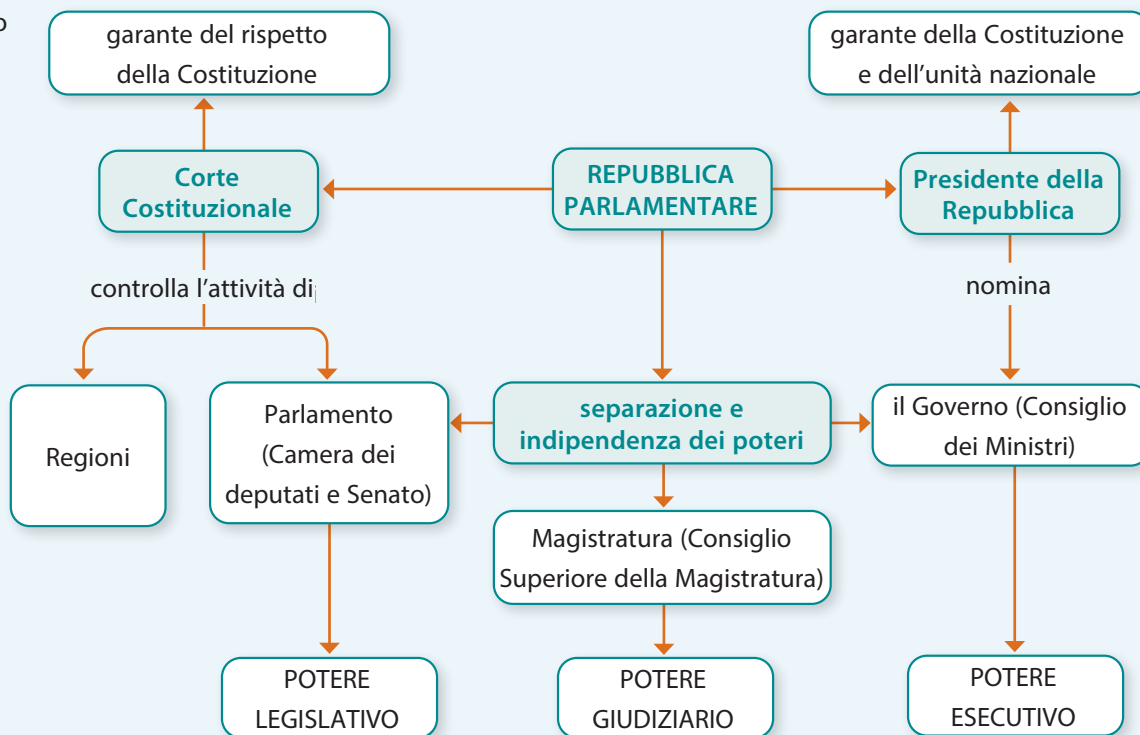 o
garante del rispetto
della Costituzione
garante della Costituzione
e dell'unità nazionale
Corte
Costituzionale
REPUBBLICA
PARLAMENTARE
Presidente della
Repubblica
controlla l'attività di
nomina
Regioni
Parlamento
(Camera dei
deputati e Senato)
separazione e
indipendenza dei poteri
il Governo (Consiglio
dei Ministri)
Magistratura (Consiglio
Superiore della Magistratura)
POTERE
LEGISLATIVO
POTERE
GIUDIZIARIO
POTERE
ESECUTIVO